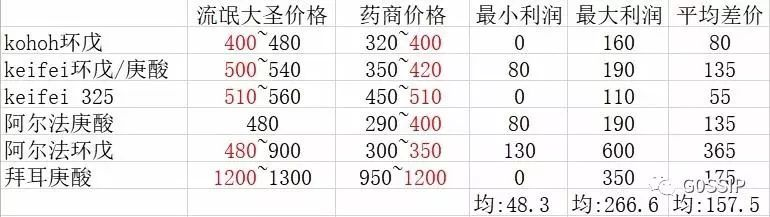 流氓大圣价格 药商价格 最小利润 最大利润 平均差价
kohoh环戊 400~480 320~400 0 160 80
keifei环戊/庚酸 500~540 350~420 80 190 135
keifei 325 510~560 450~510 0 110 55
阿尔法庚酸 480 290~400 80 190 135
阿尔法环戊 480~900 300~350 130 600 365
拜耳庚酸 1200~1300 950~1200 0 350 175
均:48.3 均:266.6 均:157.5
GOSSIP